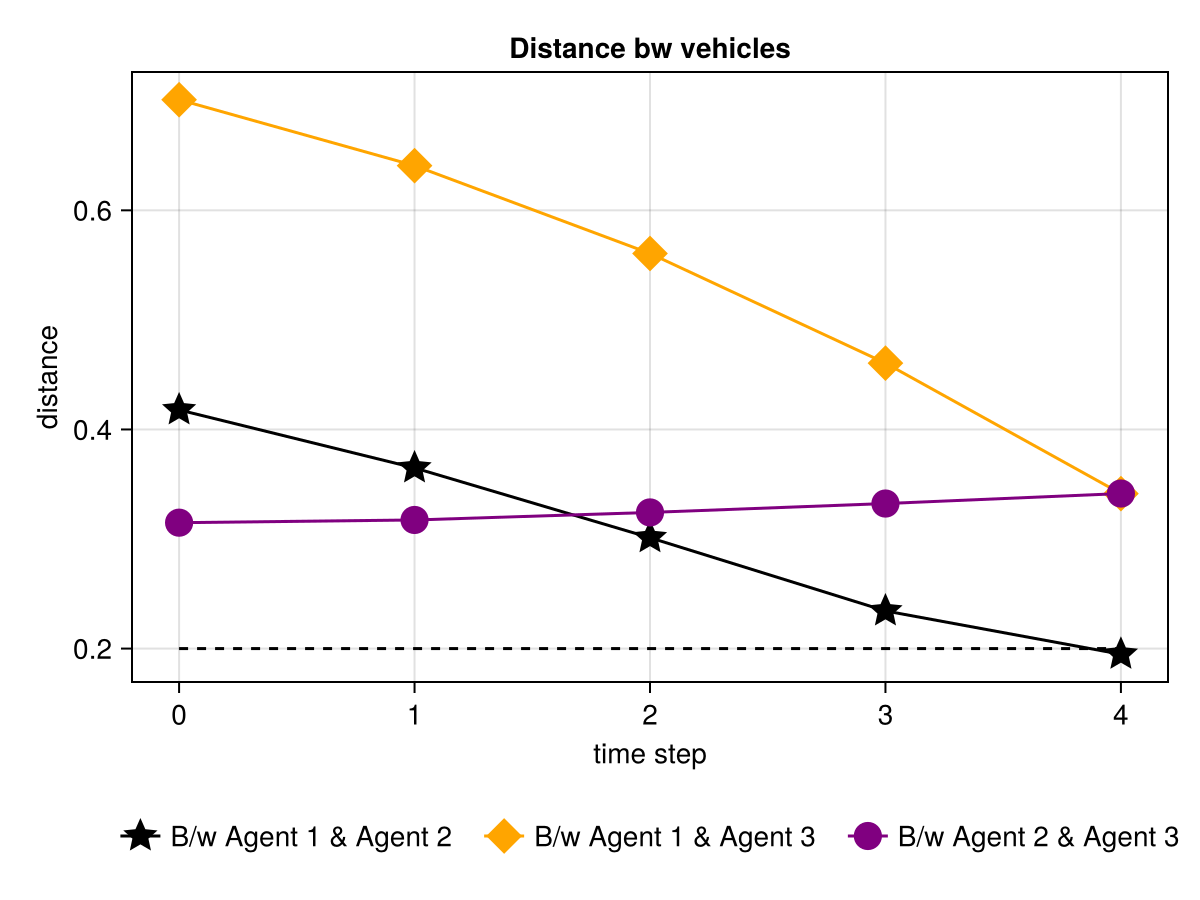 Distance bw vehicles
distance
0.6
0.4
0.2
0 1 2 3 4
time step
B/w Agent 1 & Agent 2 B/w Agent 1 & Agent 3 B/w Agent 2 & Agent 3